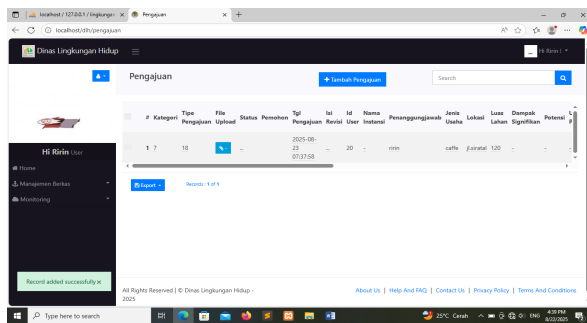 localhost / 127.0.0.1 / lingkungan
Pengajuan
localhost/dlh/pengajuan
Dinas Lingkungan Hidup
Hi Ririn !
Pengajuan
+ Tambah Pengajuan
Search
# Kategori Tipe Pengajuan File Upload Status Pemohon Tgl Pengajuan Isi Revisi Id User Nama Instansi Penanggungjawab Jenis Usaha Lokasi Luas Lahan Dampak Signifikan Potensi
1 7 18 2025-08-23 07:37:58 20 - ririn caffe jl.siratal 120 - -
Hi Ririn User
Home
Manajemen Berkas
Monitoring
Export
Records : 1 of 1
Record added successfully ×
All Rights Reserved | © Dinas Lingkungan Hidup - 2025
About Us | Help And FAQ | Contact Us | Privacy Policy | Terms And Conditions
Type here to search
25°C Cerah
ENG
4:39 PM
8/22/2025